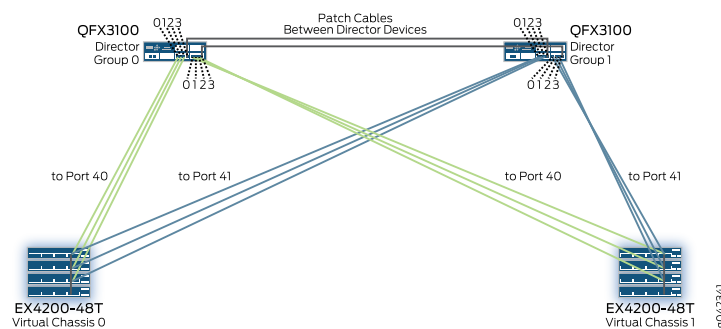 QFX3100
Director
Group 0
0123
0123
Patch Cables
Between Director Devices
0123
0123
QFX3100
Director
Group 1
to Port 40
to Port 41
to Port 40
to Port 41
EX4200-48T
Virtual Chassis 0
EX4200-48T
Virtual Chassis 1
g042341